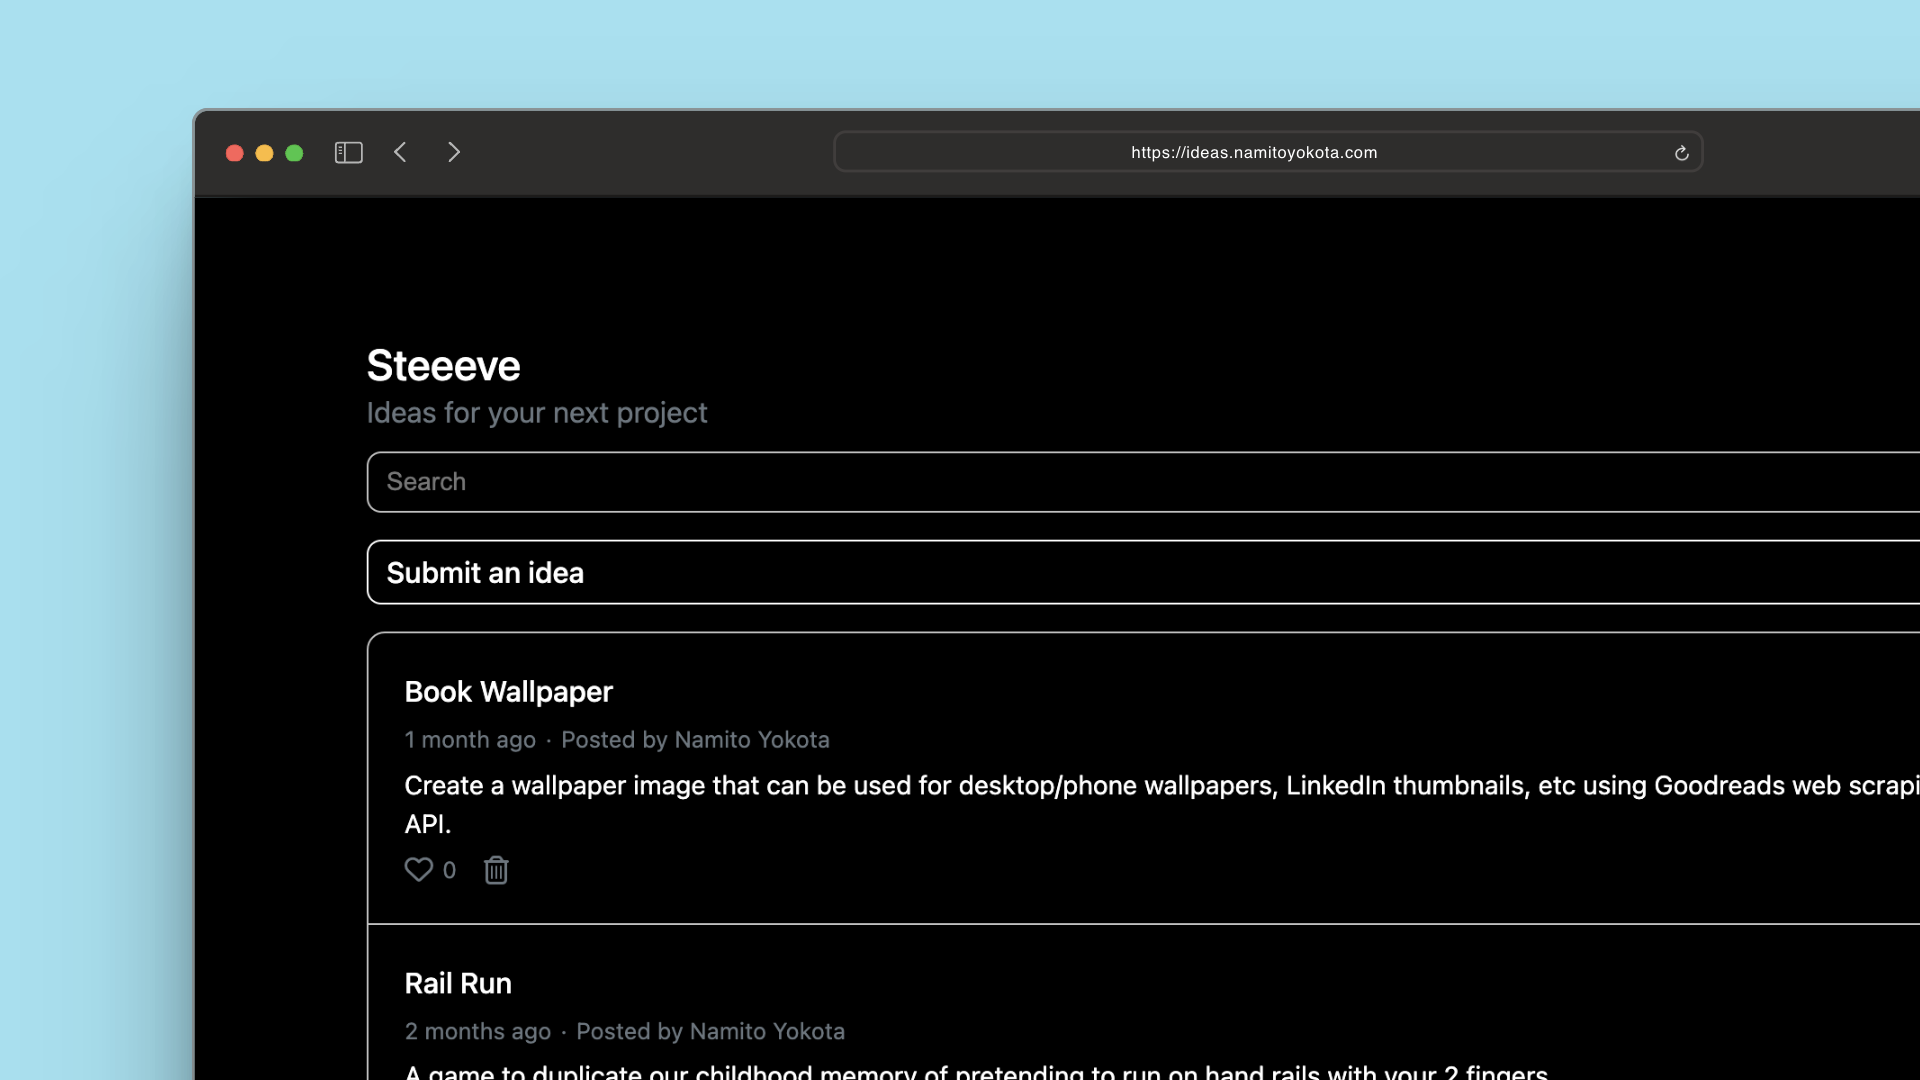 https://ideas.namitoyokota.com
Steeeve
Ideas for your next project
Search
Submit an idea
Book Wallpaper
1 month ago · Posted by Namito Yokota
Create a wallpaper image that can be used for desktop/phone wallpapers, LinkedIn thumbnails, etc using Goodreads web
API.
0
Rail Run
2 months ago · Posted by Namito Yokota
A game to duplicate our childhood memory of pretending to run on hand rails with your 2 fingers